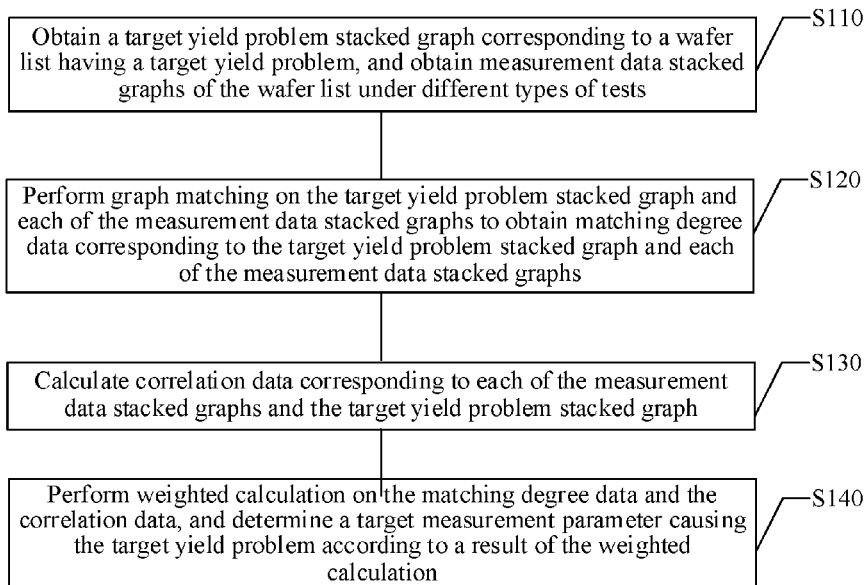 S110
Obtain a target yield problem stacked graph corresponding to a wafer
list having a target yield problem, and obtain measurement data stacked
graphs of the wafer list under different types of tests
S120
Perform graph matching on the target yield problem stacked graph and
each of the measurement data stacked graphs to obtain matching degree
data corresponding to the target yield problem stacked graph and each
of the measurement data stacked graphs
S130
Calculate correlation data corresponding to each of the measurement
data stacked graphs and the target yield problem stacked graph
S140
Perform weighted calculation on the matching degree data and the
correlation data, and determine a target measurement parameter causing
the target yield problem according to a result of the weighted
calculation